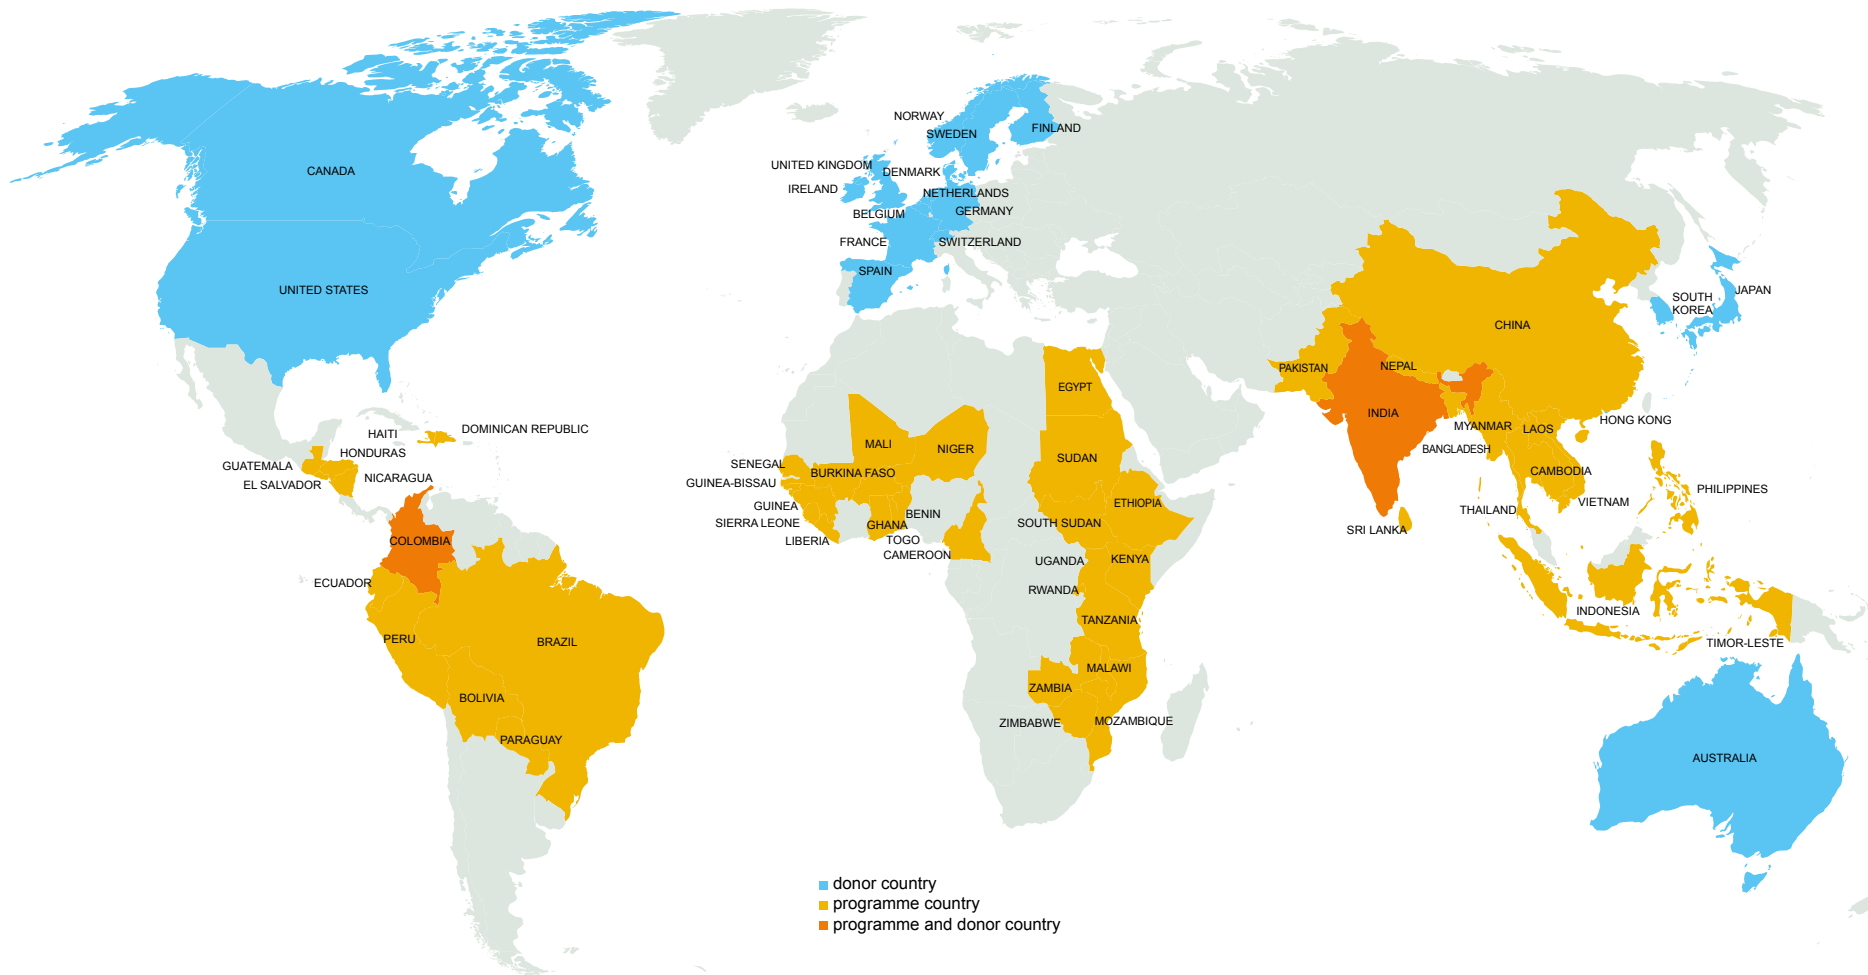 CANADA
UNITED STATES
NORWAY
SWEDEN
FINLAND
UNITED KINGDOM
DENMARK
IRELAND
NETHERLANDS
BELGIUM
GERMANY
FRANCE
SWITZERLAND
SPAIN
SOUTH
KOREA
JAPAN
CHINA
PAKISTAN
NEPAL
INDIA
HONG KONG
MYANMAR
LAOS
BANGLADESH
CAMBODIA
VIETNAM
THAILAND
PHILIPPINES
SRI LANKA
INDONESIA
TIMOR-LESTE
AUSTRALIA
HAITI
DOMINICAN REPUBLIC
HONDURAS
GUATEMALA
EL SALVADOR
NICARAGUA
COLOMBIA
ECUADOR
PERU
BRAZIL
BOLIVIA
PARAGUAY
EGYPT
MALI
NIGER
SUDAN
SENEGAL
BURKINA FASO
GUINEA-BISSAU
GUINEA
SIERRA LEONE
LIBERIA
GHANA
BENIN
TOGO
CAMEROON
ETHIOPIA
SOUTH SUDAN
UGANDA
KENYA
RWANDA
TANZANIA
MALAWI
ZAMBIA
ZIMBABWE
MOZAMBIQUE
donor country
programme country
programme and donor country